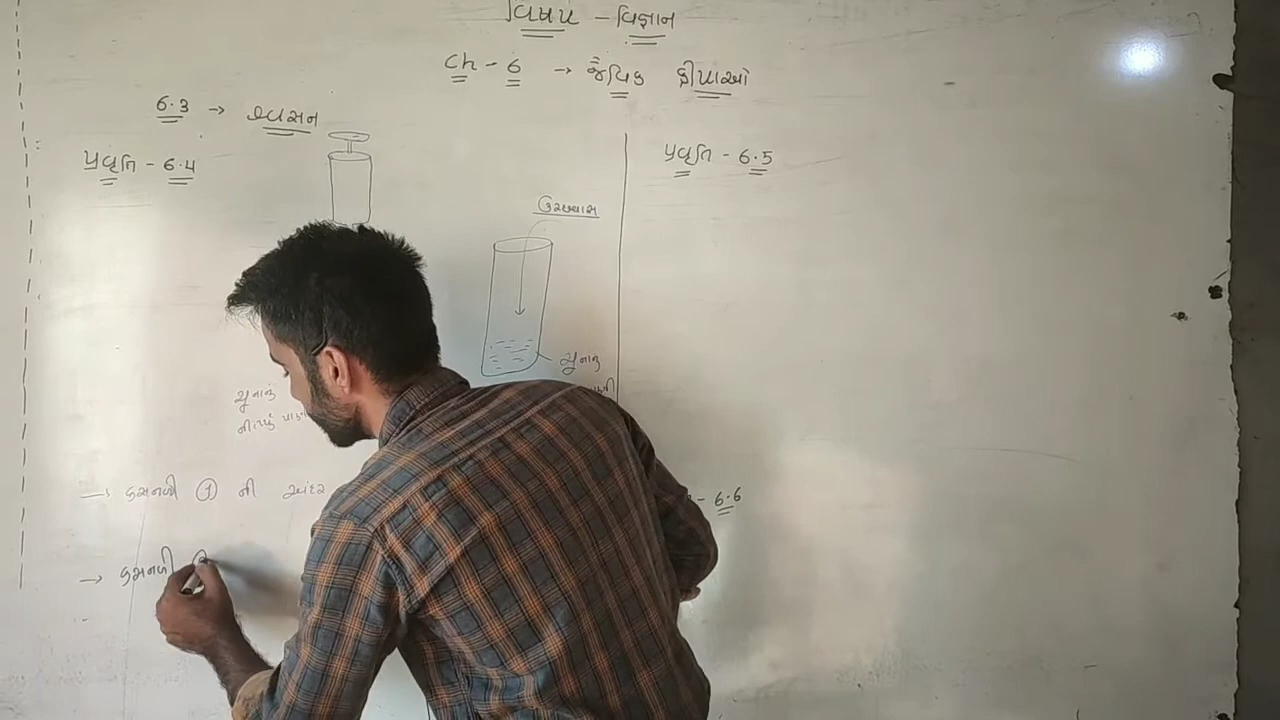 વિષય - વિજ્ઞાન
Ch - 6 → જૈવિક ક્રીયાઓ
6.3 → શ્વસન
પ્રવૃતિ - 6.4
ઉચ્છવાસ
ચુનાનુ
ચુનાનુ
નીતર્યુ
→ કસનળી ① ની અંદર
→ કસનળી
પ્રવૃતિ - 6.5
- 6.6